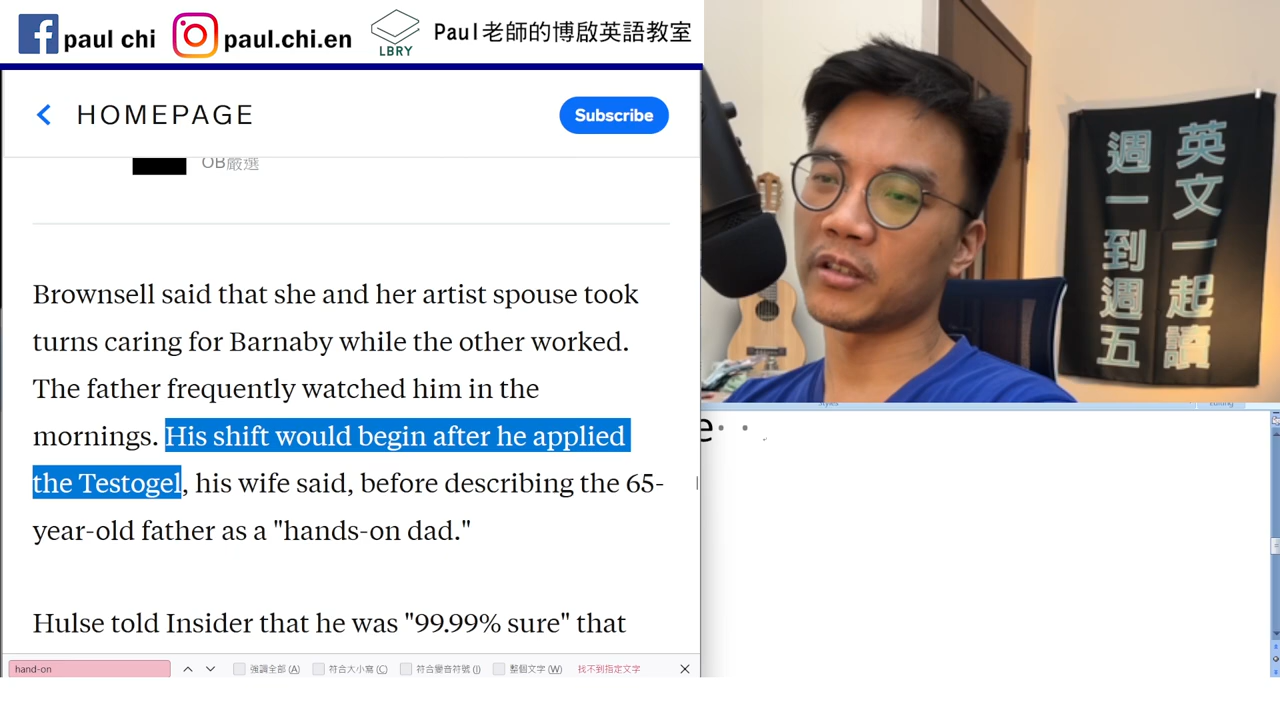 paul chi
paul.chi.en
LBRY
Paul老師的博啟英語教室
HOMEPAGE
Subscribe
OB嚴選
Brownsell said that she and her artist spouse took
turns caring for Barnaby while the other worked.
The father frequently watched him in the
mornings. His shift would begin after he applied
the Testogel, his wife said, before describing the 65-
year-old father as a "hands-on dad."
Hulse told Insider that he was "99.99% sure" that
hand-on
強調全部 (A)
符合大小寫 (C)
符合變音符號 (I)
整個文字 (W)
找不到指定文字
英文一起讀
週一到週五
e